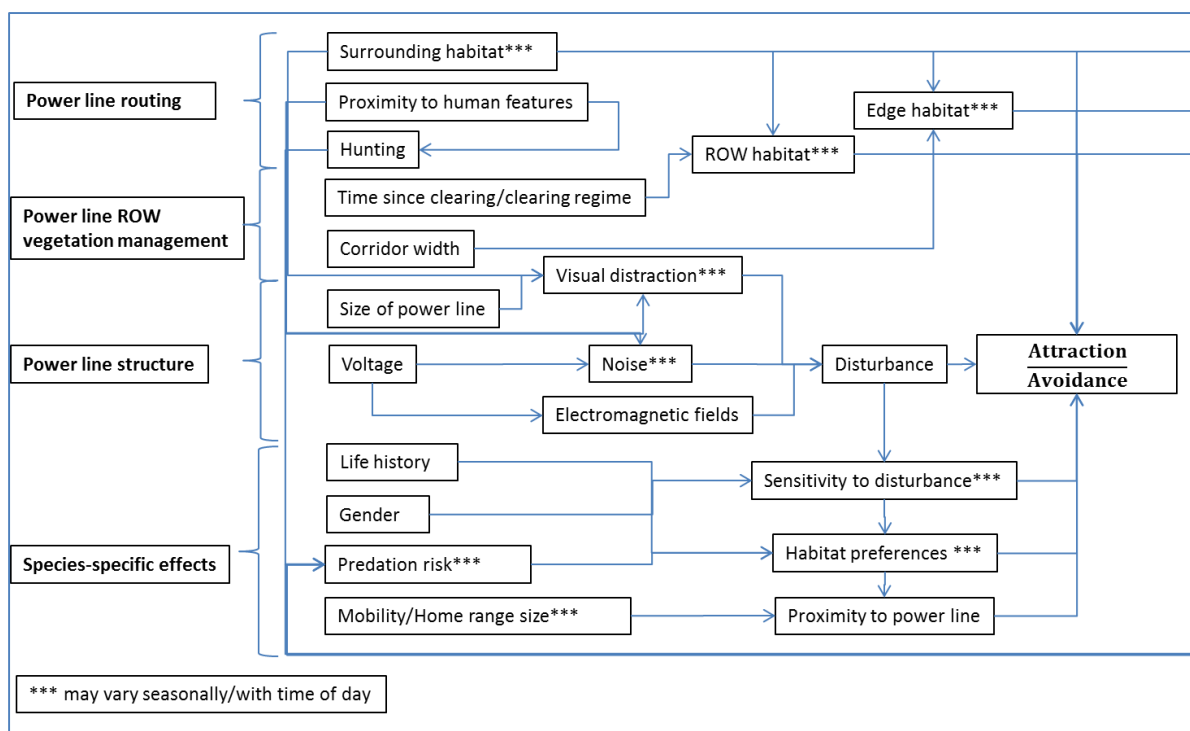 Surrounding habitat***
Power line routing
Proximity to human features
Edge habitat***
Hunting
ROW habitat***
Time since clearing/clearing regime
Power line ROW
vegetation management
Corridor width
Visual distraction***
Size of power line
Power line structure
Voltage
Noise***
Disturbance
Attraction
Avoidance
Electromagnetic fields
Life history
Sensitivity to disturbance***
Gender
Species-specific effects
Predation risk***
Habitat preferences ***
Mobility/Home range size***
Proximity to power line
*** may vary seasonally/with time of day